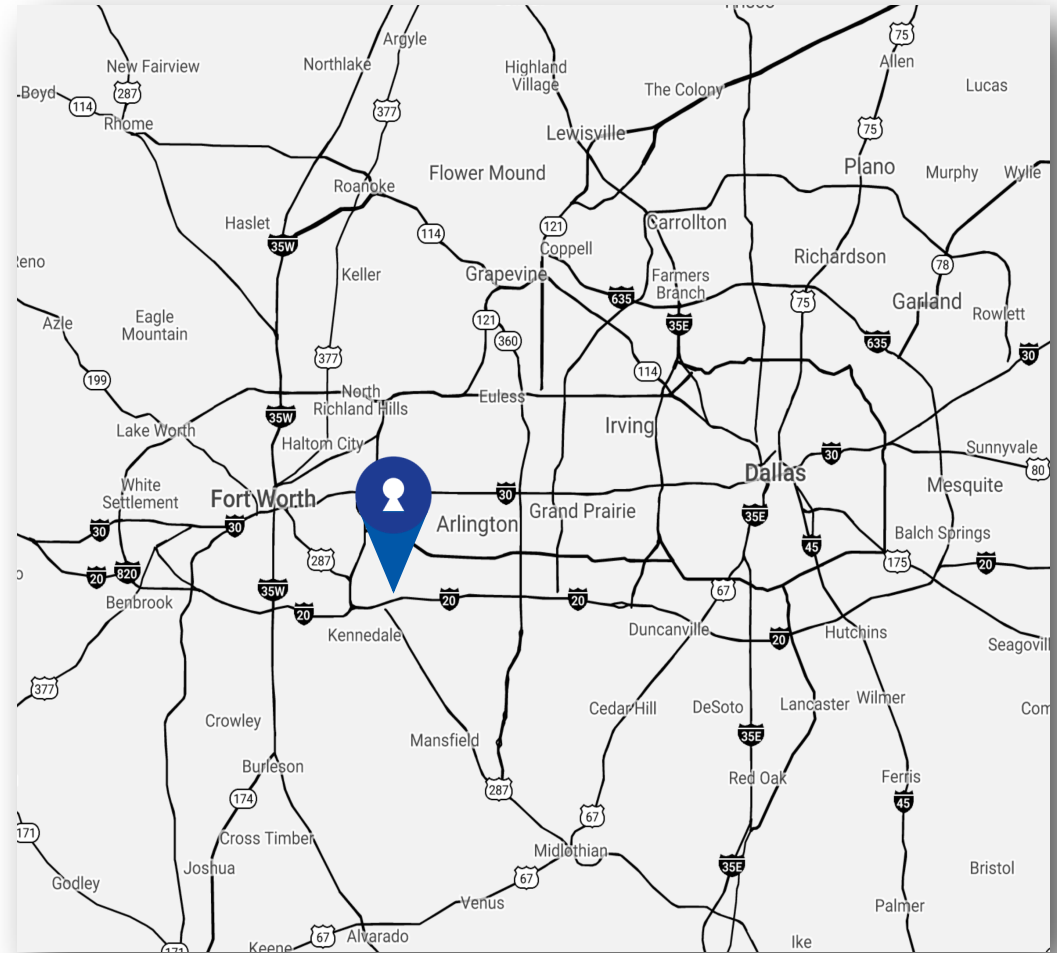 Argyle
75
New Fairview
Northlake
Highland
Village
Allen
Boyd
114
287
377
The Colony
Lucas
Rhome
Lewisville
75
Flower Mound
Plano
Murphy
Wylie
Roanoke
Haslet
35W
114
121
Carrollton
Coppell
Richardson
78
Keller
Grapevine
635
Farmers
Branch
75
Garland
Rowlett
Azle
Eagle
Mountain
121
360
35E
635
30
377
114
199
North
Richland Hills
Euless
35W
Lake Worth
Haltom City
Irving
30
Sunnyvale
80
White
Settlement
Fort Worth
30
Dallas
Mesquite
30
30
Arlington
Grand Prairie
35E
45
Balch Springs
287
175
20
20
820
35W
20
20
20
67
Benbrook
Kennedale
Duncanville
20
Hutchins
Seagovill
377
Crowley
Cedar Hill
DeSoto
Lancaster
Wilmer
Com
Mansfield
35E
Burleson
174
287
Red Oak
Ferris
45
171
Cross Timber
67
Midlothian
Joshua
35E
Godley
67
Bristol
Venus
Palmer
67
Alvarado
Keene
171
Ike